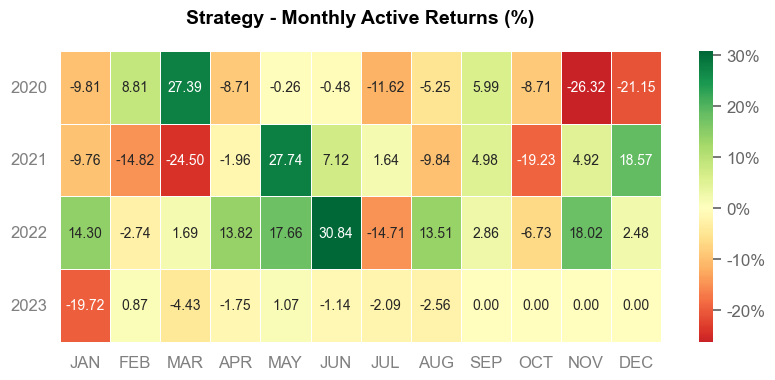 Strategy - Monthly Active Returns (%)
2020 -9.81 8.81 27.39 -8.71 -0.26 -0.48 -11.62 -5.25 5.99 -8.71 -26.32 -21.15
2021 -9.76 -14.82 -24.50 -1.96 27.74 7.12 1.64 -9.84 4.98 -19.23 4.92 18.57
2022 14.30 -2.74 1.69 13.82 17.66 30.84 -14.71 13.51 2.86 -6.73 18.02 2.48
2023 -19.72 0.87 -4.43 -1.75 1.07 -1.14 -2.09 -2.56 0.00 0.00 0.00 0.00
JAN FEB MAR APR MAY JUN JUL AUG SEP OCT NOV DEC
30%
20%
10%
0%
-10%
-20%